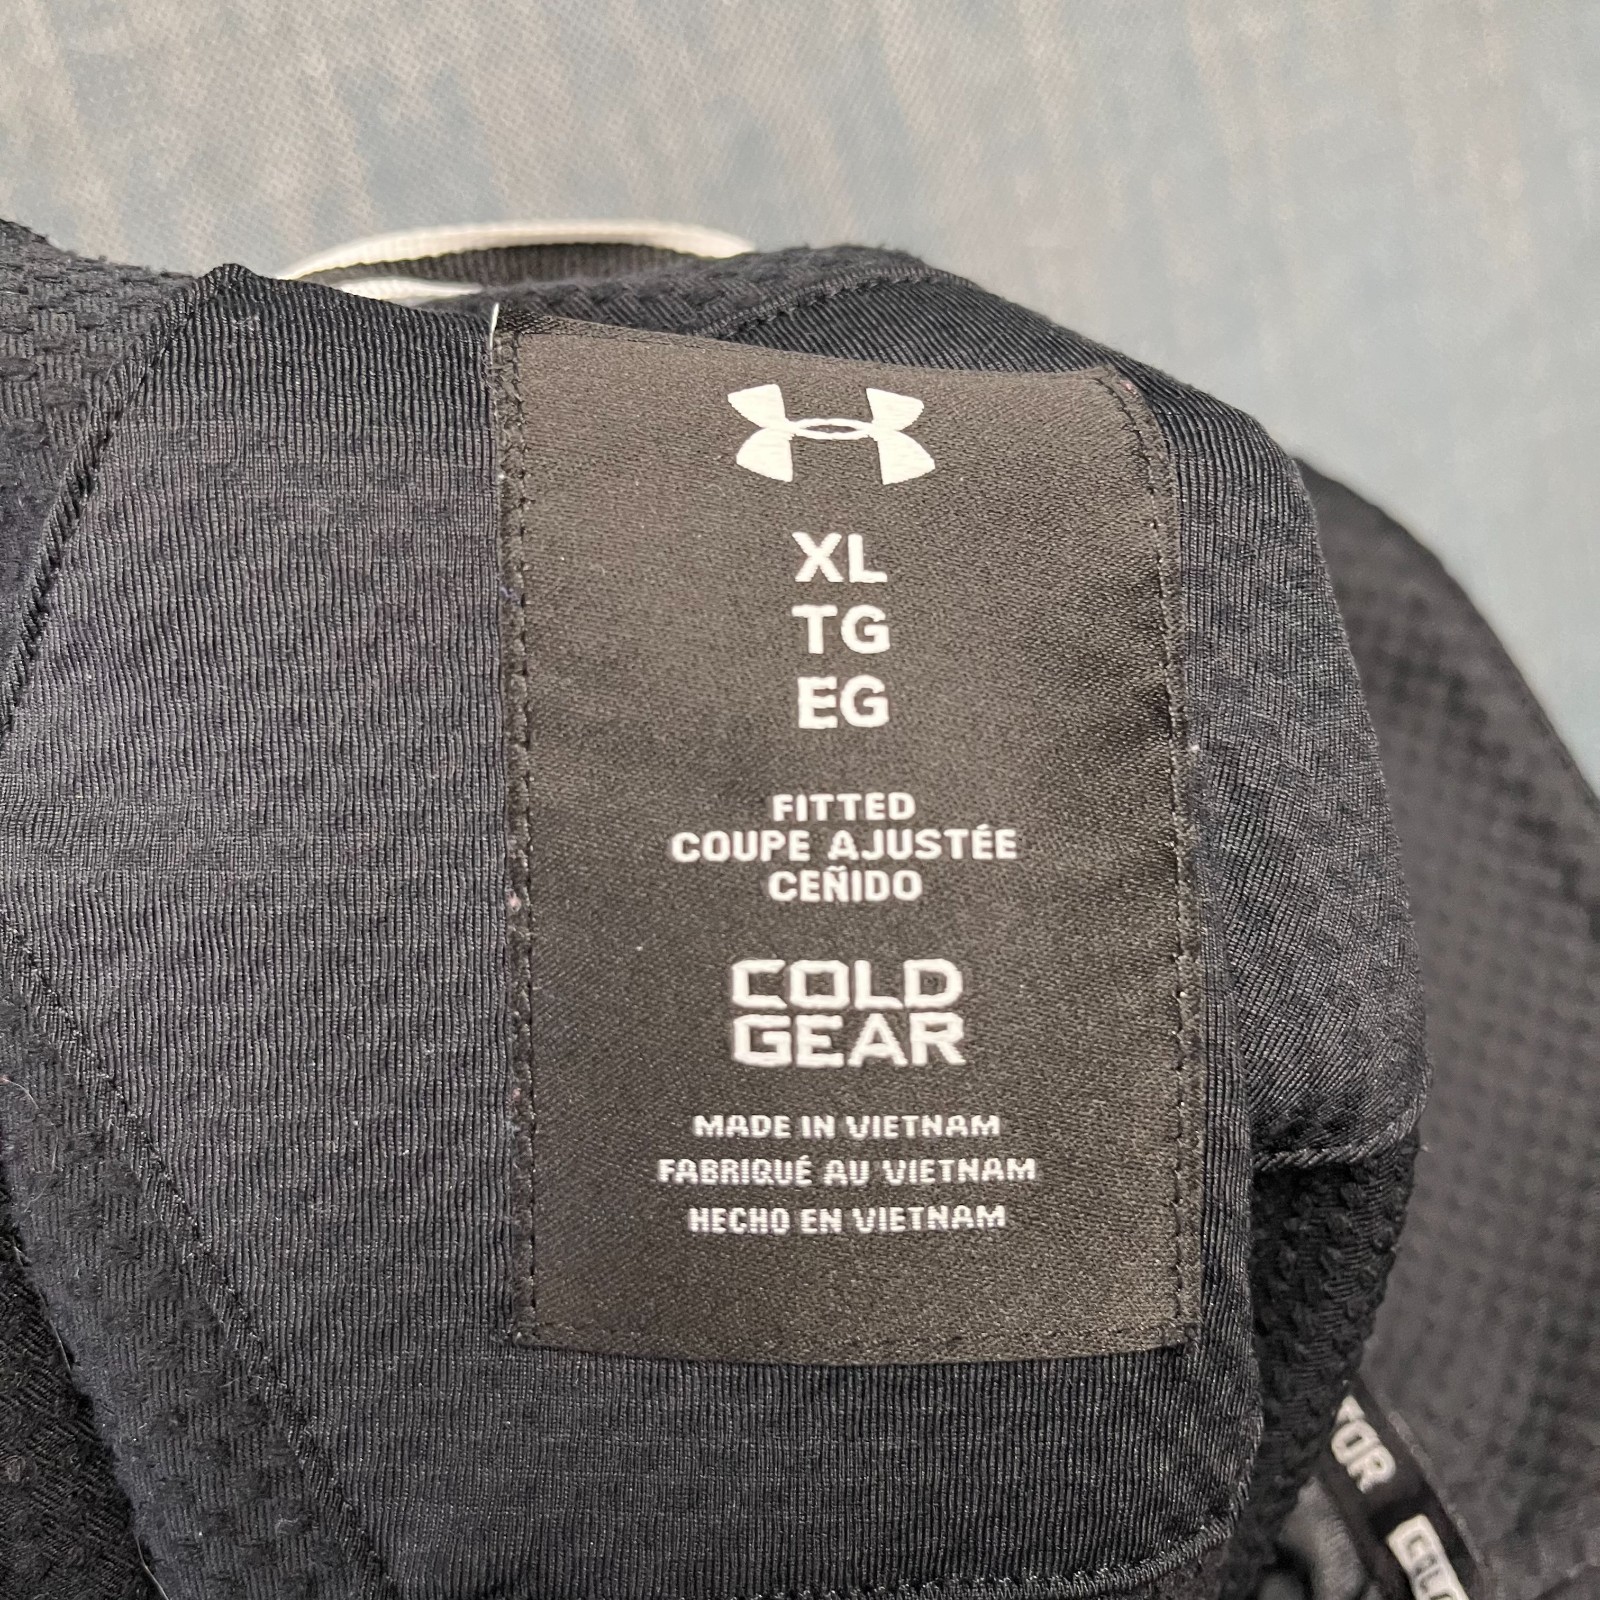 XL
TG
EG
FITTED
COUPE AJUSTÉE
CEÑIDO
COLD
GEAR
MADE IN VIETNAM
FABRIQUÉ AU VIETNAM
HECHO EN VIETNAM